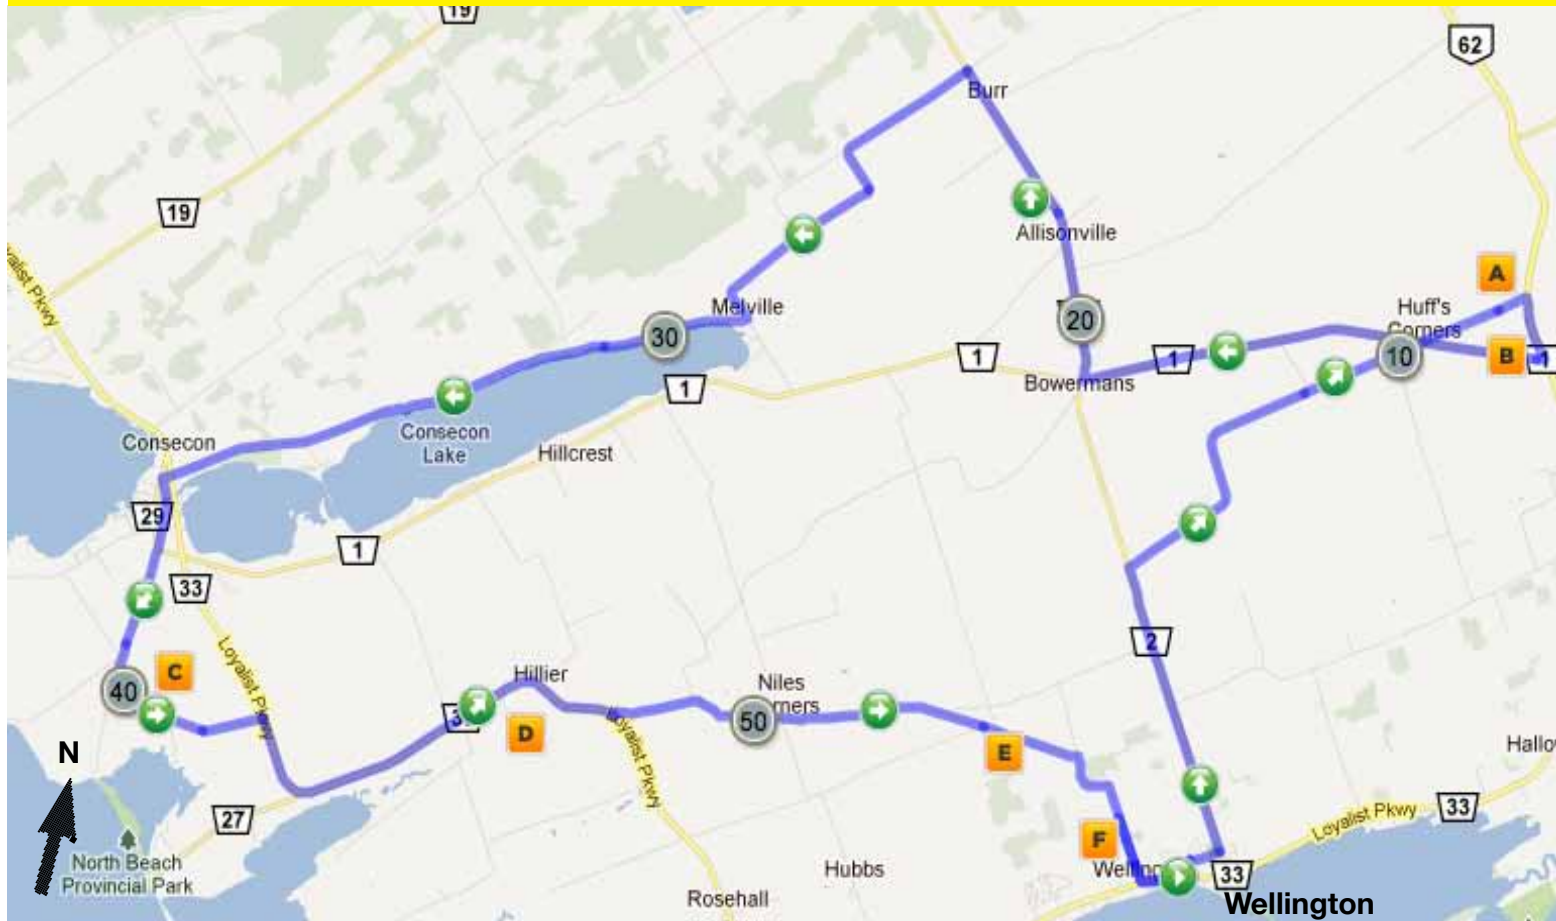 19
62
Burr
19
Allisonville
A
Huff's
Corners
20
10
B
1
1
1
Melville
30
1
Bowermans
Consecon
Consecon
Lake
Hillcrest
29
1
33
Loyalist Pkwy
2
40
C
Hillier
D
Niles
50
E
N
27
Loyalist Pkwy
F
33
Loyalist Pkwy
North Beach
Provincial Park
Hubbs
33
Rosehall
Wellington